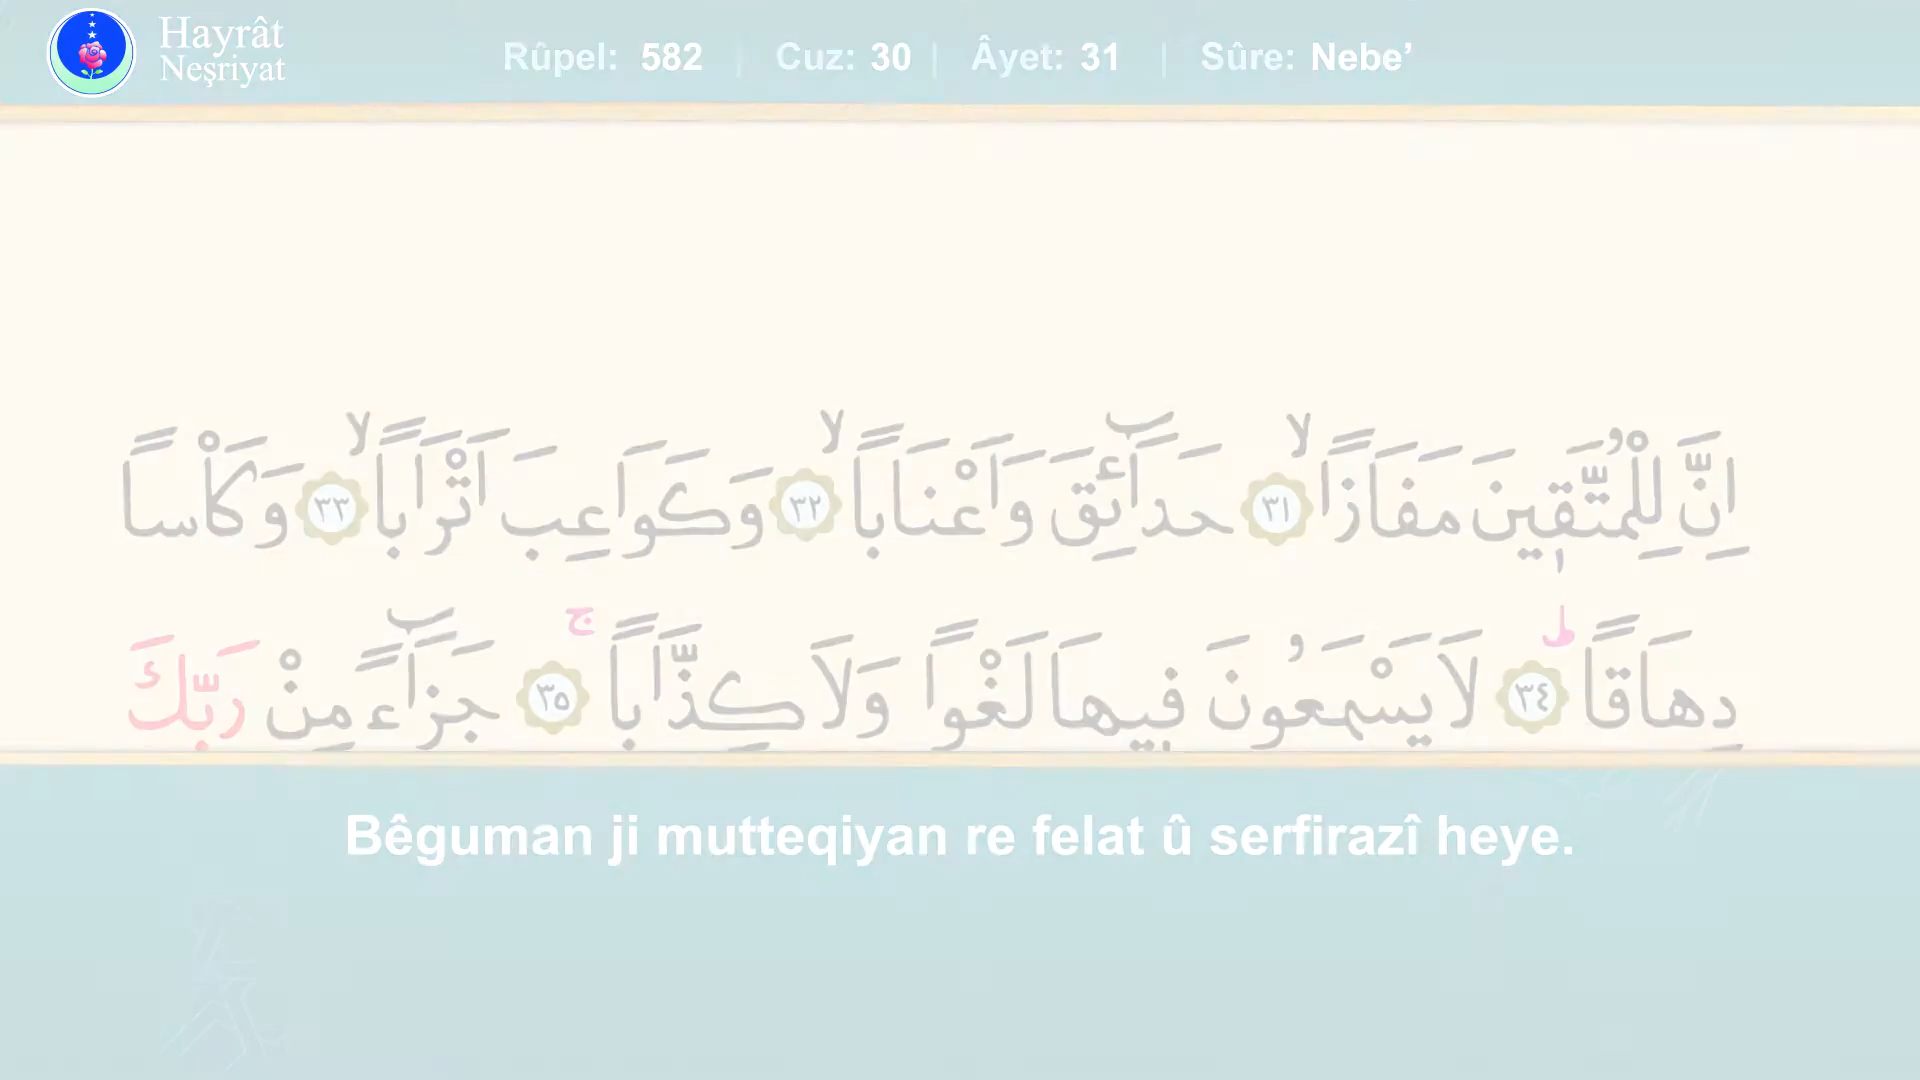 Hayrât
Neşriyat
Rûpel: 582 | Cuz: 30 | Âyet: 31 | Sûre: Nebe’
اِنَّ لِلْمُتَّقٖينَ مَفَازًاۙ ﴿٣١﴾ حَدَٓائِقَ وَاَعْنَابًاۙ ﴿٣٢﴾ وَكَوَاعِبَ اَتْرَابًاۙ ﴿٣٣﴾ وَكَاْسًا
دِهَاقًاؕ ﴿٣٤﴾ لَا يَسْمَعُونَ فٖيهَا لَغْوًا وَلَا كِذَّابًاۚ ﴿٣٥﴾ جَزَٓاءً مِنْ رَبِّكَ
Bêguman ji mutteqiyan re felat û serfirazî heye.